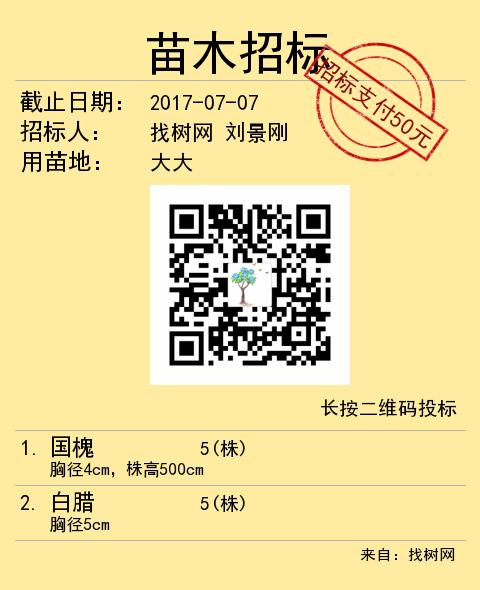 苗木招标
招标支付50元
截止日期： 2017-07-07
招标人： 找树网 刘景刚
用苗地： 大大
长按二维码投标
1. 国槐 5(株)
胸径4cm，株高500cm
2. 白腊 5(株)
胸径5cm
来自：找树网